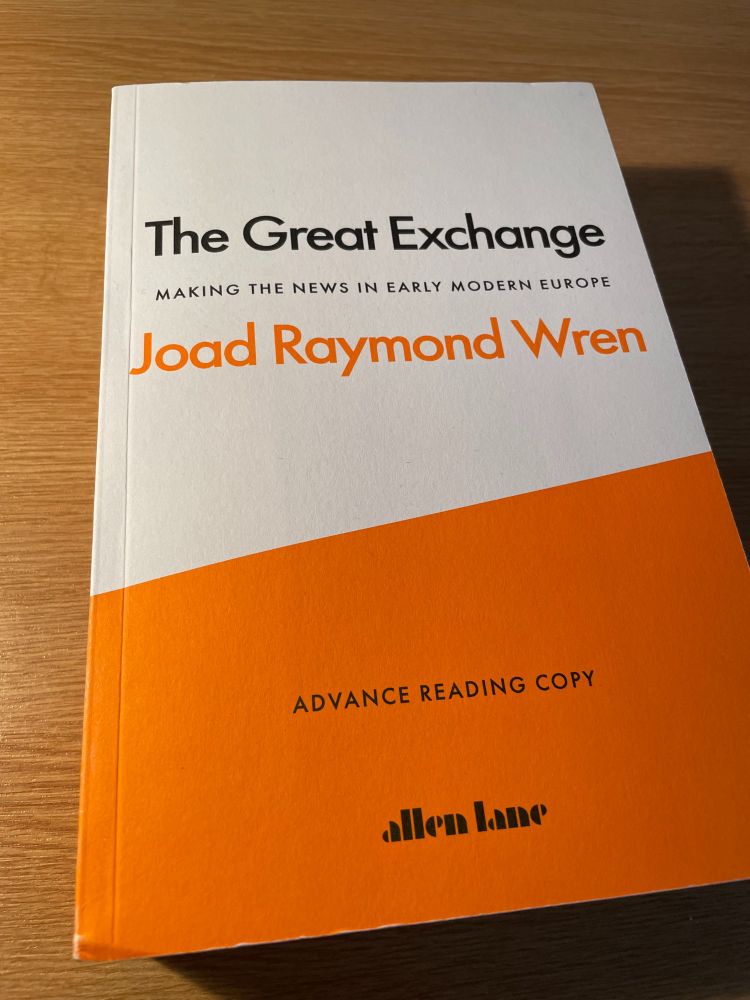 The Great Exchange
MAKING THE NEWS IN EARLY MODERN EUROPE
Joad Raymond Wren
ADVANCE READING COPY
allen lane